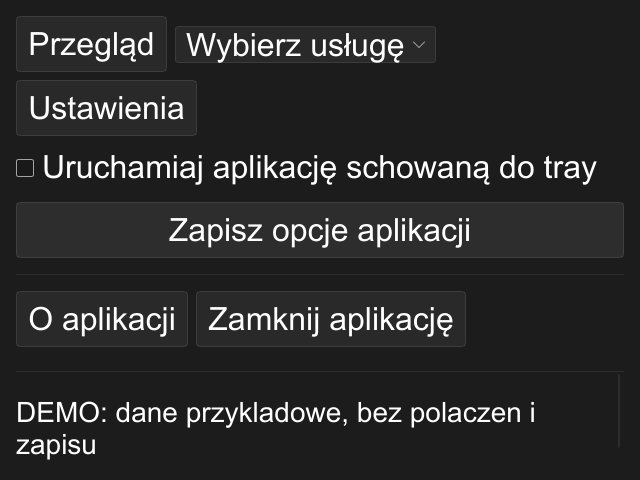 Przegląd Wybierz usługę
Ustawienia
Uruchamiaj aplikację schowaną do tray
Zapisz opcje aplikacji
O aplikacji Zamknij aplikację
DEMO: dane przykladowe, bez polaczen i
zapisu